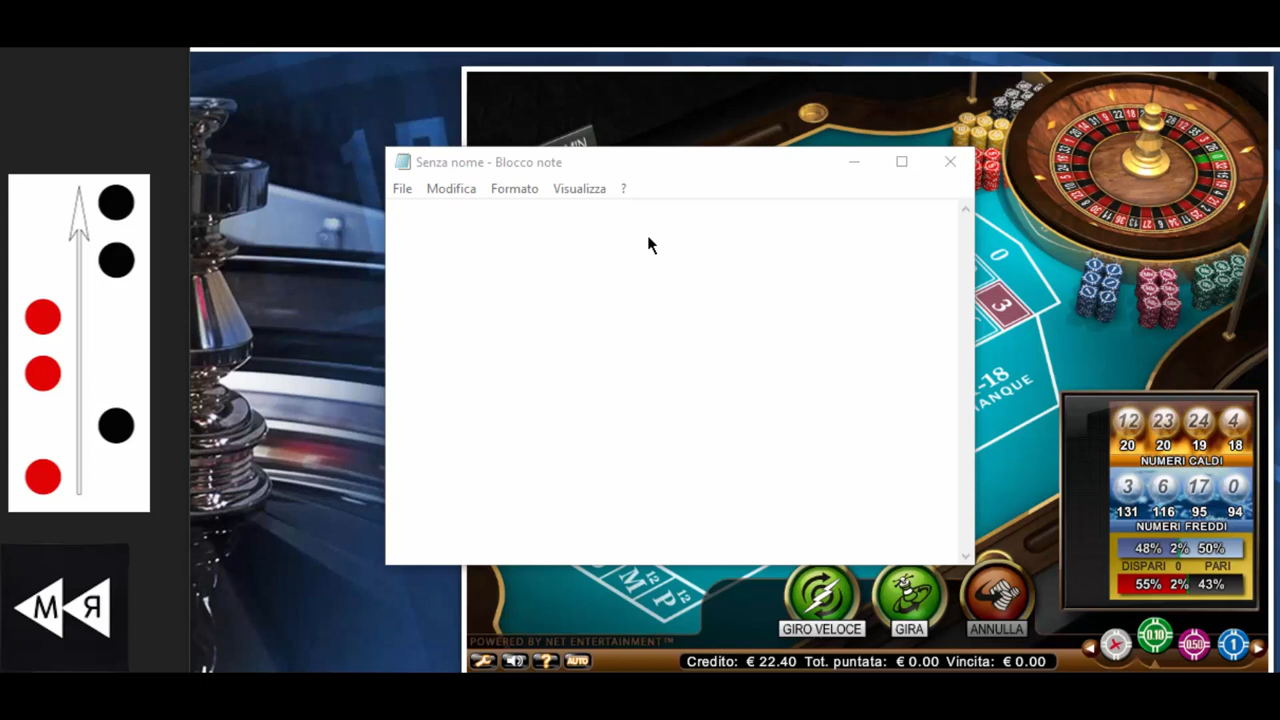 Senza nome - Blocco note
File Modifica Formato Visualizza ?
0
3
-18
MANQUE
12 23 24 4
20 20 19 18
NUMERI CALDI
3 6 17 0
131 116 95 94
NUMERI FREDDI
48% 2% 50%
DISPARI 0 PARI
55% 2% 43%
M P 12 12
GIRO VELOCE GIRA ANNULLA
POWERED BY NET ENTERTAINMENT™
0.10 0.50 1
AUTO
Credito: € 22.40 Tot. puntata: € 0.00 Vincita: € 0.00
M Я